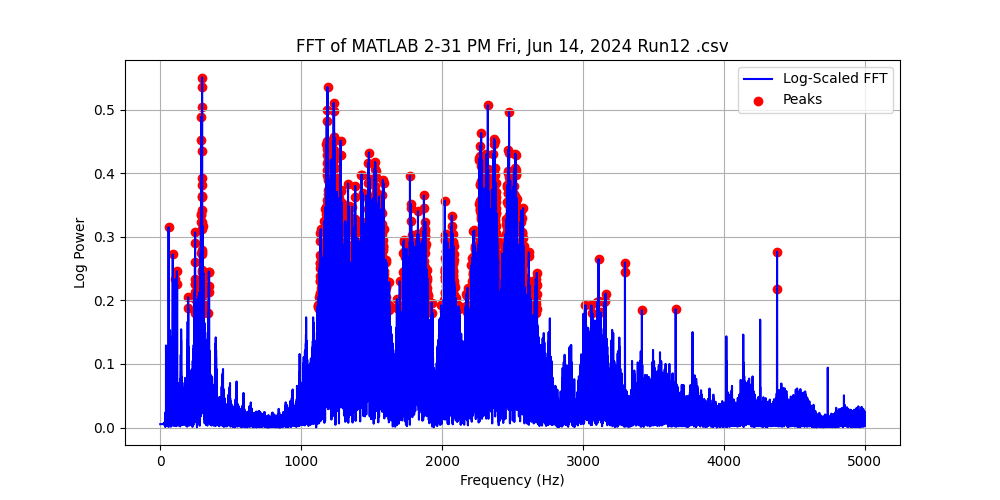 FFT of MATLAB 2-31 PM Fri, Jun 14, 2024 Run12 .csv
Log-Scaled FFT
Peaks
Log Power
0.5
0.4
0.3
0.2
0.1
0.0
0 1000 2000 3000 4000 5000
Frequency (Hz)